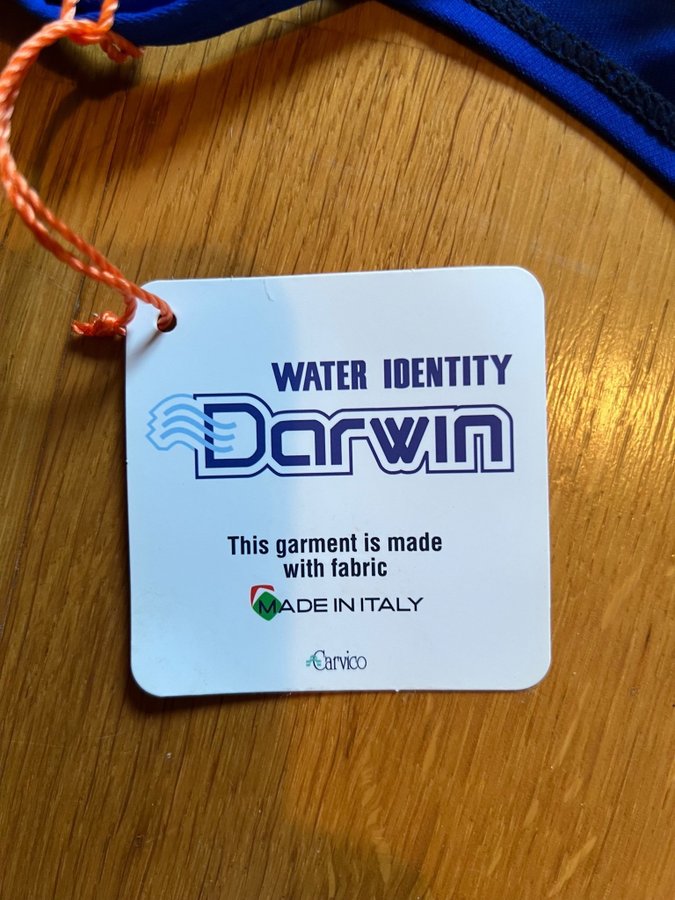 WATER IDENTITY
Darwin
This garment is made
with fabric
MADE IN ITALY
Carvico